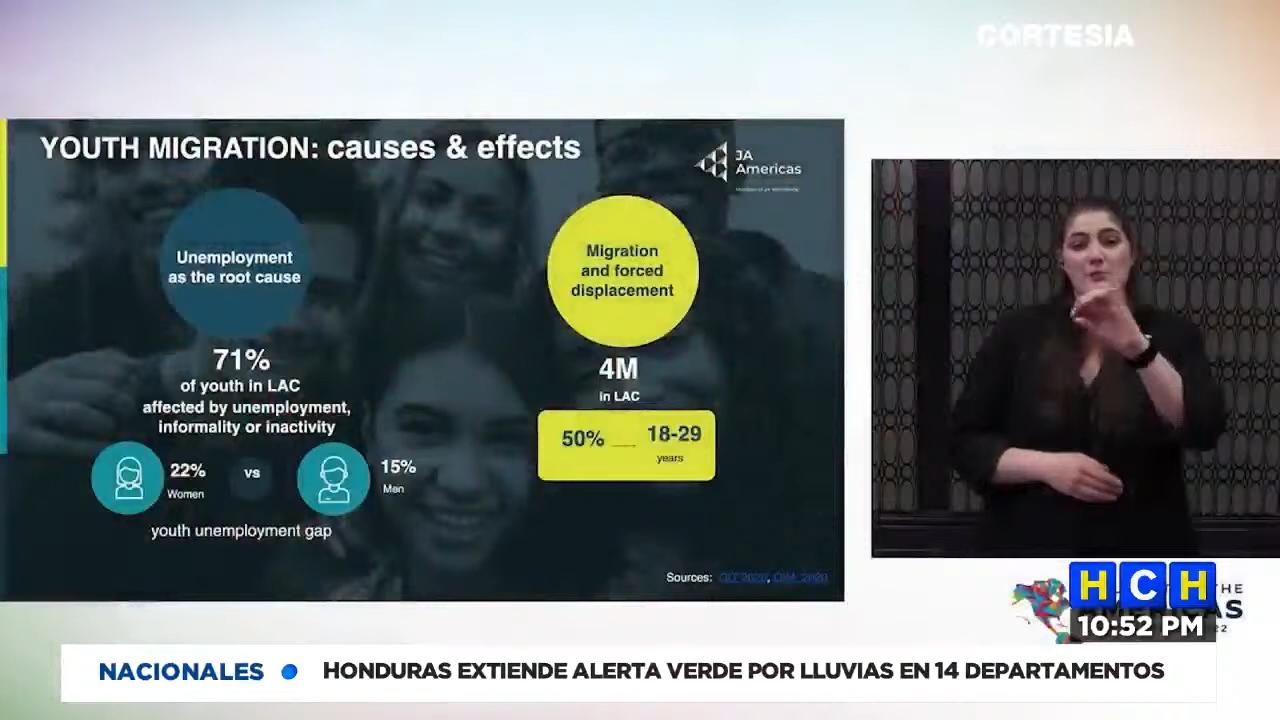 CORTESIA
YOUTH MIGRATION: causes & effects
JA
Americas
Unemployment
as the root cause
71%
of youth in LAC
affected by unemployment,
informality or inactivity
22%
Women
vs
15%
Men
youth unemployment gap
Migration
and forced
displacement
4M
in LAC
50% __ 18-29
years
Sources:
THE
HCH
10:52 PM
NACIONALES
HONDURAS EXTIENDE ALERTA VERDE POR LLUVIAS EN 14 DEPARTAMENTOS